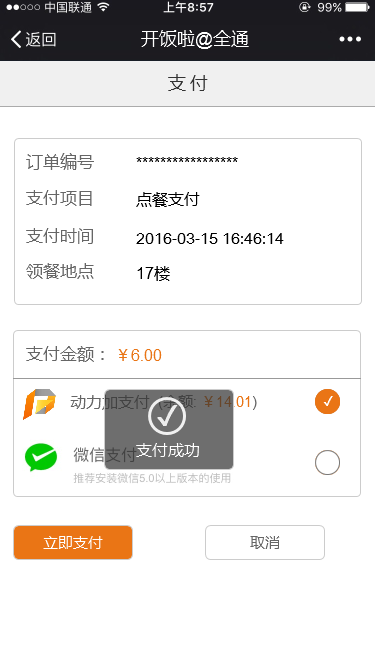 中国联通 上午8:57 99%
返回 开饭啦@全通
支付
订单编号 *****************
支付项目 点餐支付
支付时间 2016-03-15 16:46:14
领餐地点 17楼
支付金额：￥6.00
动力加支付 (余额: ￥14.01)
微信支付
支付成功
推荐安装微信5.0以上版本的使用
立即支付 取消